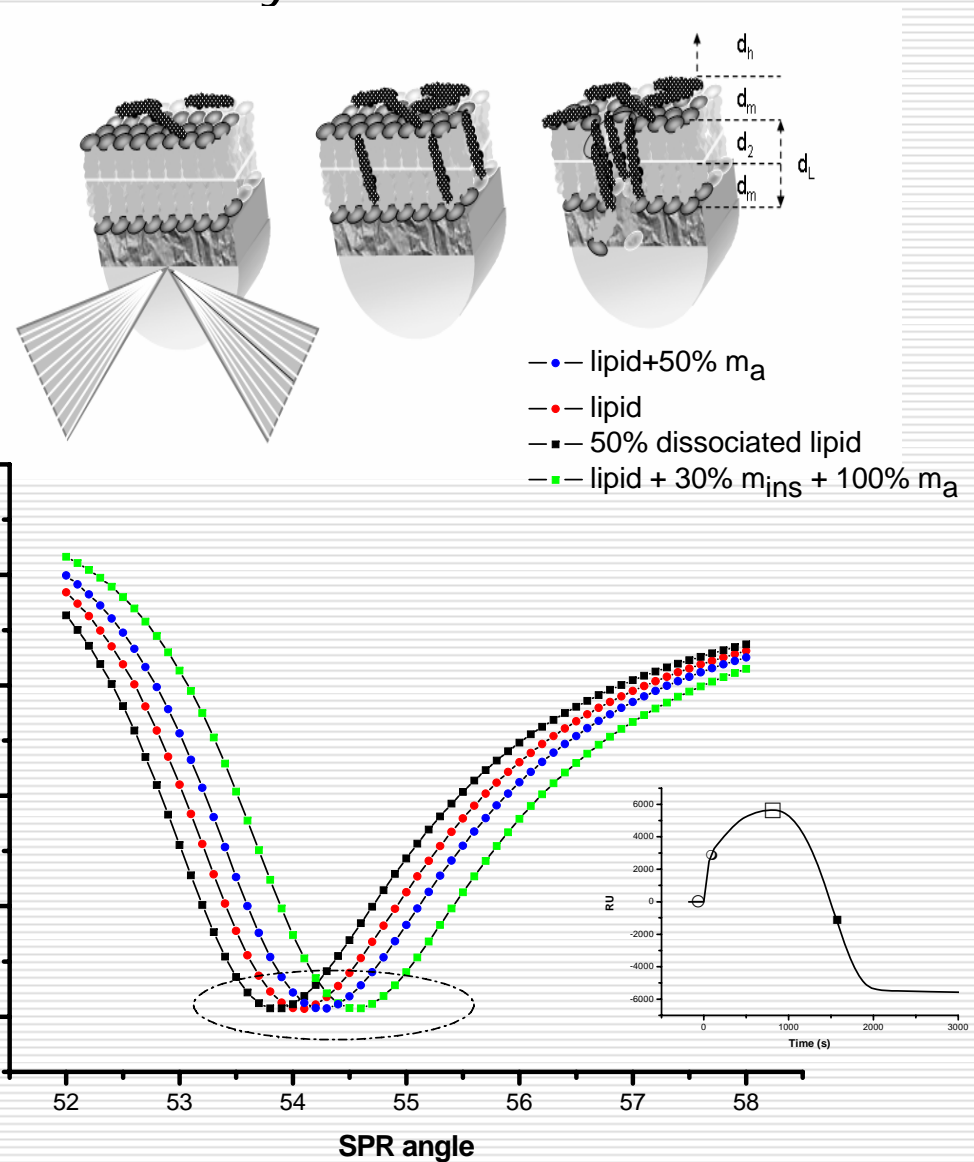 d_h
d_m
d_2
d_L
d_m
lipid+50% m_a
lipid
50% dissociated lipid
lipid + 30% m_ins + 100% m_a
6000
4000
2000
0
-2000
-4000
-6000
RU
0 1000 2000 3000
Time (s)
52 53 54 55 56 57 58
SPR angle